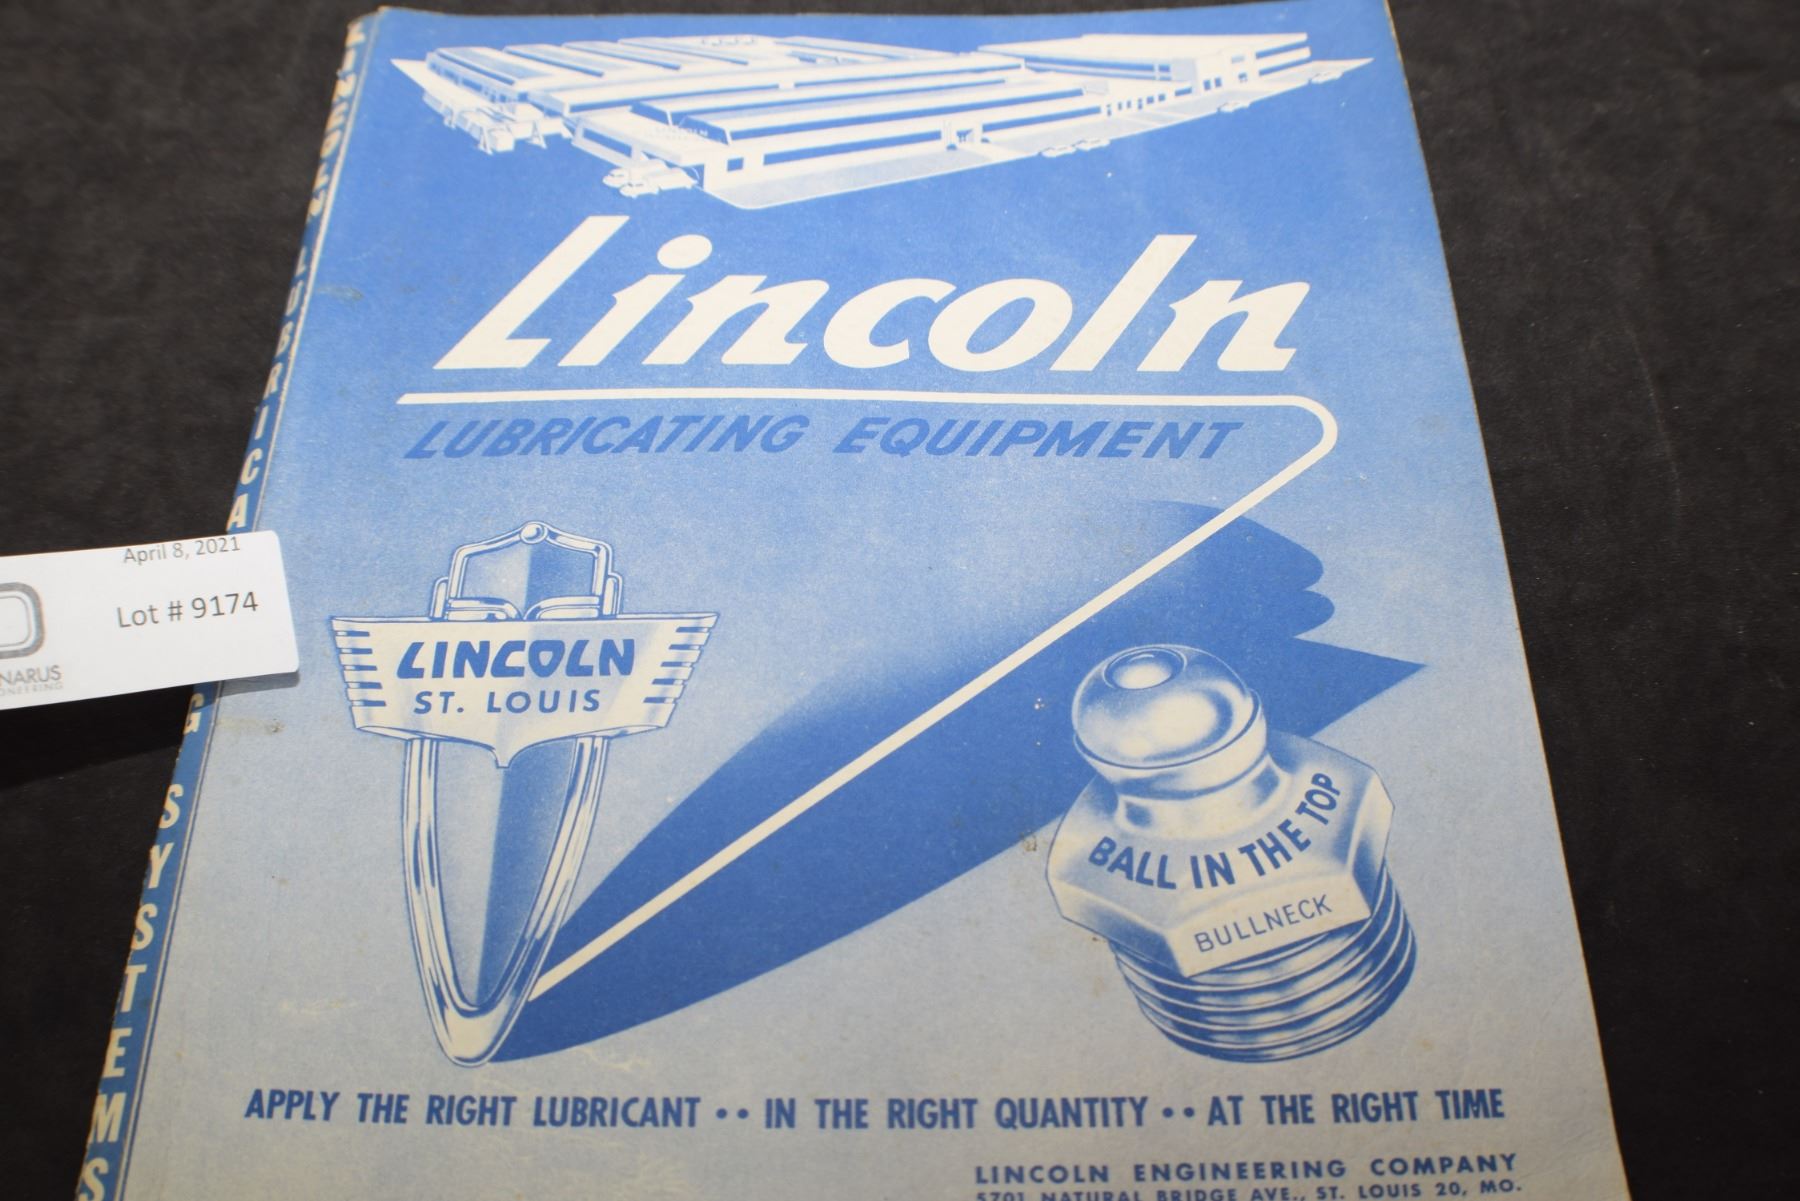 Lincoln
LUBRICATING EQUIPMENT
LINCOLN
ST. LOUIS
BALL IN THE TOP
BULLNECK
APPLY THE RIGHT LUBRICANT •• IN THE RIGHT QUANTITY •• AT THE RIGHT TIME
LINCOLN ENGINEERING COMPANY
5701 NATURAL BRIDGE AVE., ST. LOUIS 20, MO.
SYSTEMS
April 8, 2021
Lot # 9174
NARUS